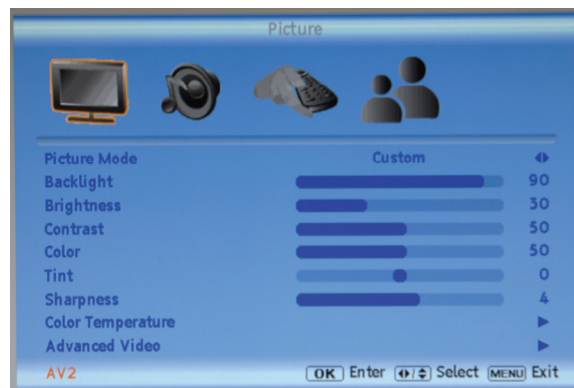 Picture
Picture Mode Custom
Backlight 90
Brightness 30
Contrast 50
Color 50
Tint 0
Sharpness 4
Color Temperature
Advanced Video
AV2 OK Enter Select MENU Exit